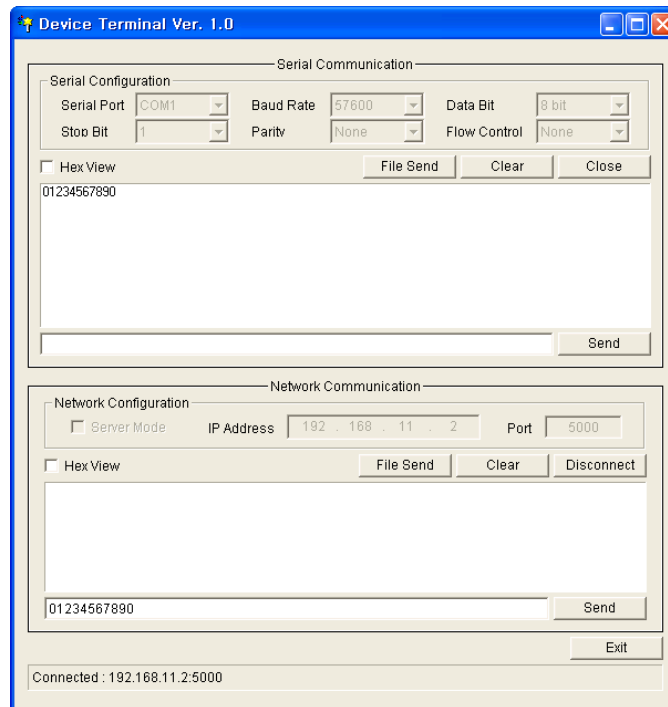 Device Terminal Ver. 1.0
Serial Communication
Serial Configuration
Serial Port COM1 Baud Rate 57600 Data Bit 8 bit
Stop Bit 1 Parity None Flow Control None
Hex View File Send Clear Close
01234567890
Send
Network Communication
Network Configuration
Server Mode IP Address 192 . 168 . 11 . 2 Port 5000
Hex View File Send Clear Disconnect
01234567890 Send
Exit
Connected : 192.168.11.2:5000